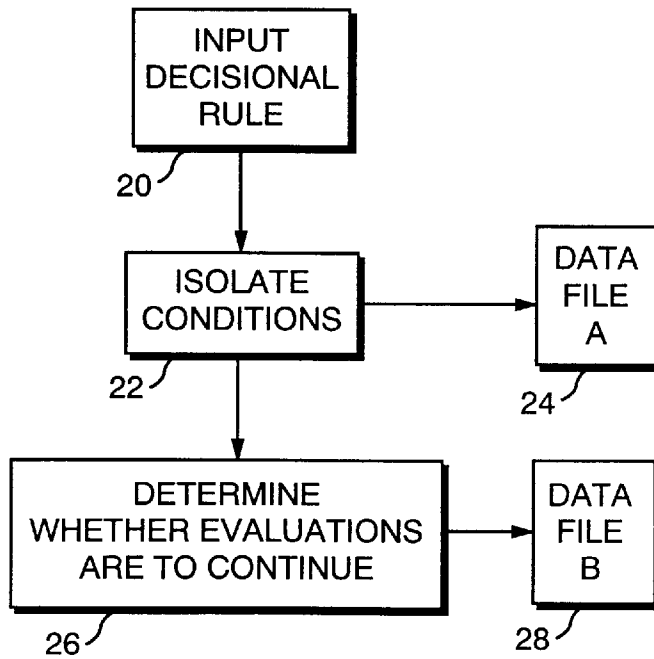 INPUT
DECISIONAL
RULE
20
ISOLATE
CONDITIONS
22
DATA
FILE
A
24
DETERMINE
WHETHER EVALUATIONS
ARE TO CONTINUE
26
DATA
FILE
B
28